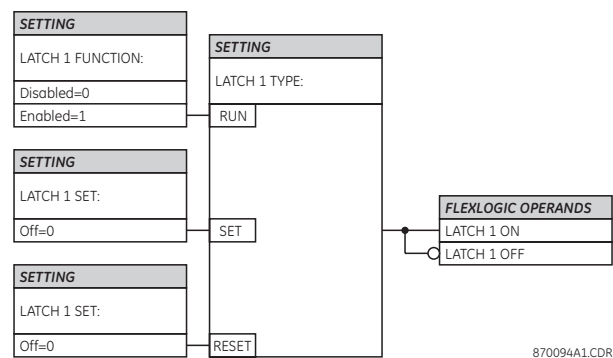 SETTING
LATCH 1 FUNCTION:
Disabled=0
Enabled=1
SETTING
LATCH 1 TYPE:
RUN
SETTING
LATCH 1 SET:
Off=0
SET
SETTING
LATCH 1 SET:
Off=0
RESET
FLEXLOGIC OPERANDS
LATCH 1 ON
LATCH 1 OFF
870094A1.CDR